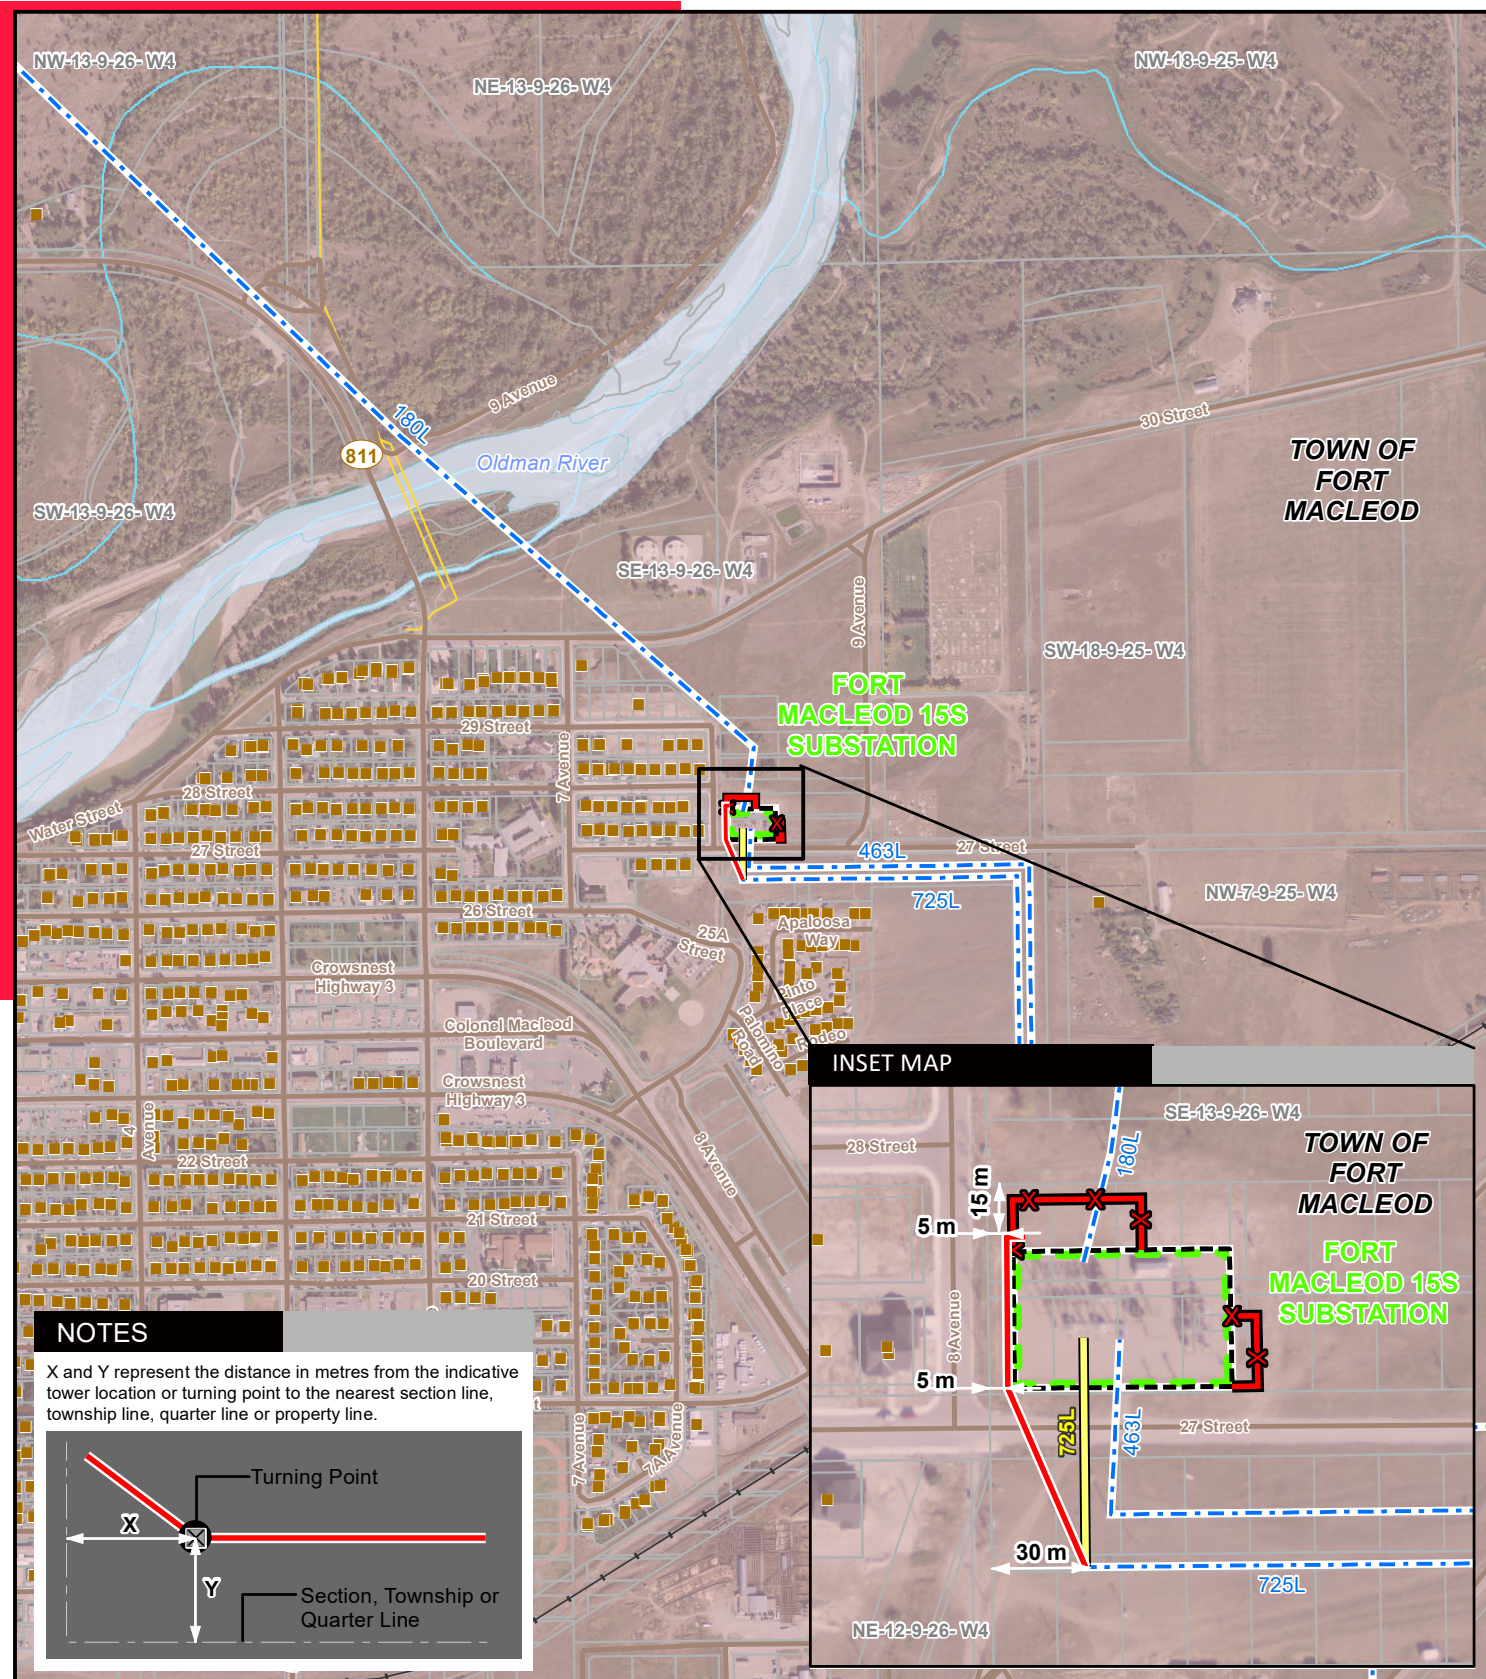 NW-13-9-26- W4
NE-13-9-26- W4
NW-18-9-25- W4
9 Avenue
180L
811
Oldman River
30 Street
TOWN OF
FORT
MACLEOD
SW-13-9-26- W4
SE-13-9-26- W4
9 Avenue
SW-18-9-25- W4
FORT
MACLEOD 15S
SUBSTATION
29 Street
7 Avenue
28 Street
Water Street
27 Street
463L
27 Street
725L
NW-7-9-25- W4
26 Street
25A
Street
Apaloosa
Way
Crowsnest
Highway 3
Pinto
Place
Colonel Macleod
Boulevard
Palomino
Road
Rodeo
Crowsnest
Highway 3
4
Avenue
8 Avenue
22 Street
21 Street
20 Street
7 Avenue
7A Avenue
INSET MAP
SE-13-9-26- W4
28 Street
180L
TOWN OF
FORT
MACLEOD
15 m
5 m
FORT
MACLEOD 15S
SUBSTATION
8 Avenue
5 m
725L
463L
27 Street
30 m
725L
NE-12-9-26- W4
NOTES
X and Y represent the distance in metres from the indicative
tower location or turning point to the nearest section line,
township line, quarter line or property line.
Turning Point
X
Y
Section, Township or
Quarter Line